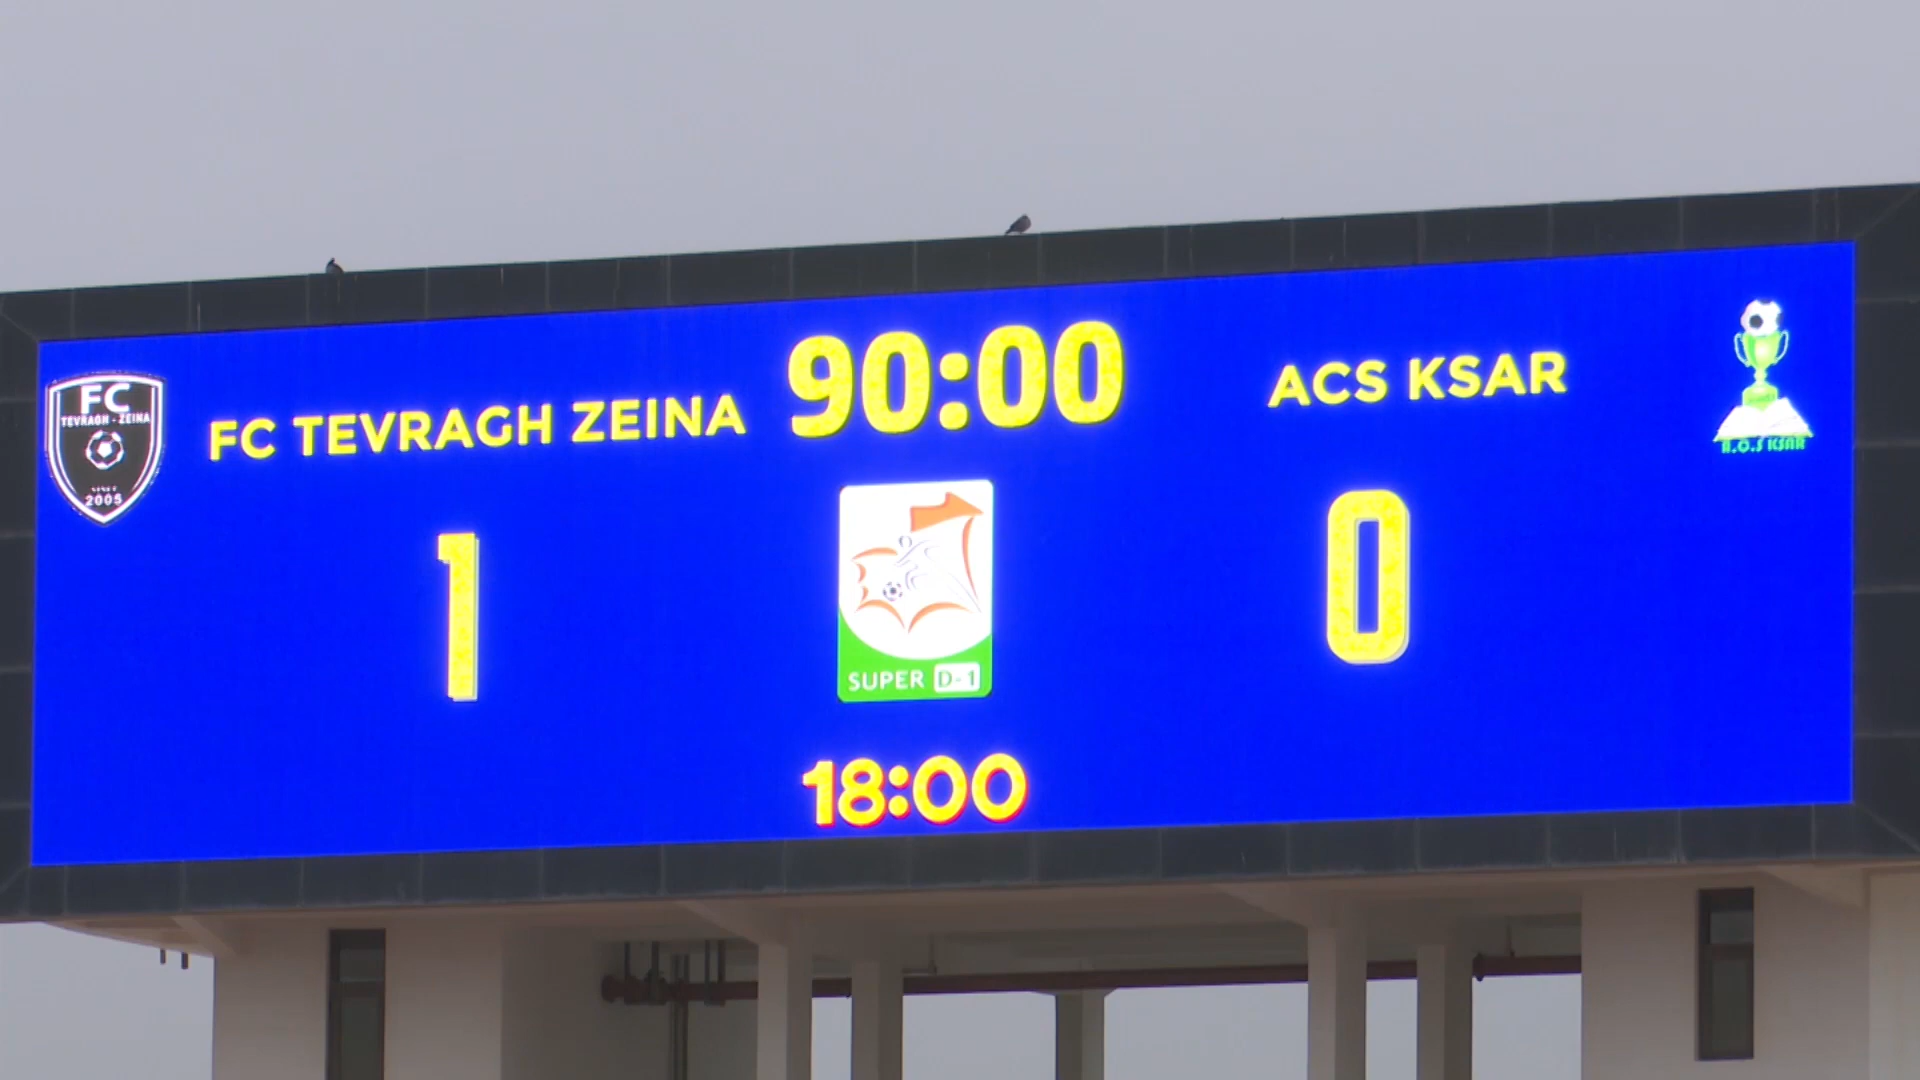 FC
TEVRAGH - ZEINA
2005
FC TEVRAGH ZEINA
90:00
ACS KSAR
1
0
SUPER D-1
18:00